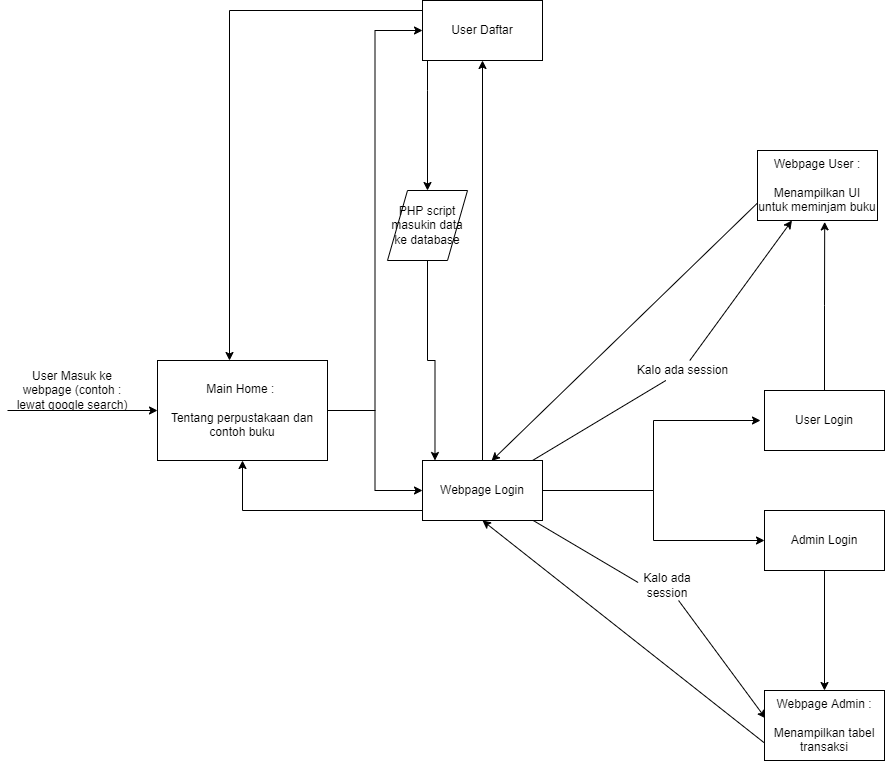 User Daftar
Webpage User :
Menampilkan UI
untuk meminjam buku
PHP script
masukin data
ke database
User Masuk ke
webpage (contoh :
lewat google search)
Main Home :
Tentang perpustakaan dan
contoh buku
Kalo ada session
User Login
Webpage Login
Admin Login
Kalo ada
session
Webpage Admin :
Menampilkan tabel
transaksi